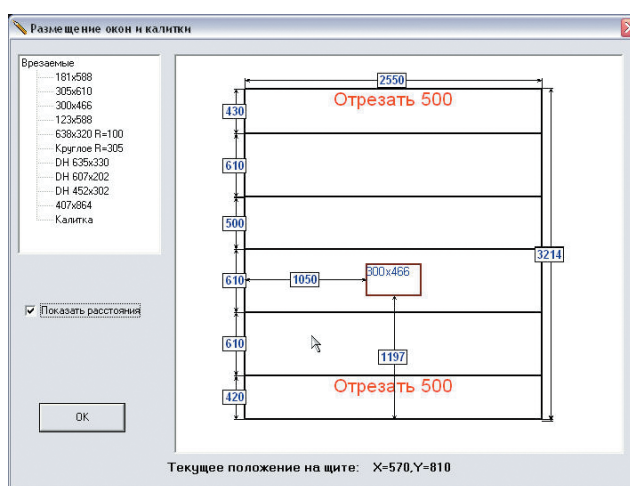 Размещение окон и калитки
Врезаемые
181x588
305x610
300x466
123x588
638x320 R=100
Круглое R=305
DH 635x330
DH 607x202
DH 452x302
407x864
Калитка
Показать расстояния
OK
2550
Отрезать 500
430
610
500
3214
300x466
610
1050
610
1197
Отрезать 500
420
Текущее положение на щите: X=570,Y=810